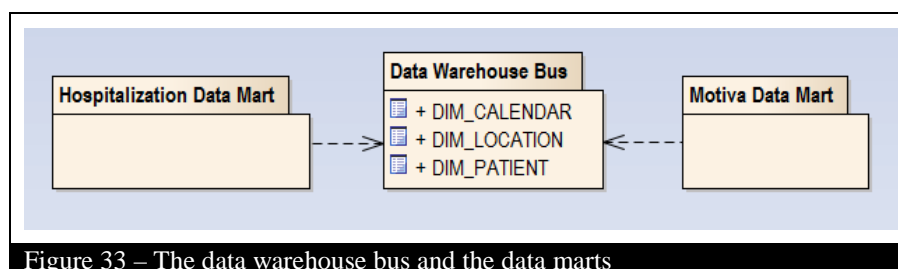 Hospitalization Data Mart
Data Warehouse Bus
+ DIM_CALENDAR
+ DIM_LOCATION
+ DIM_PATIENT
Motiva Data Mart
Figure 33 – The data warehouse bus and the data marts